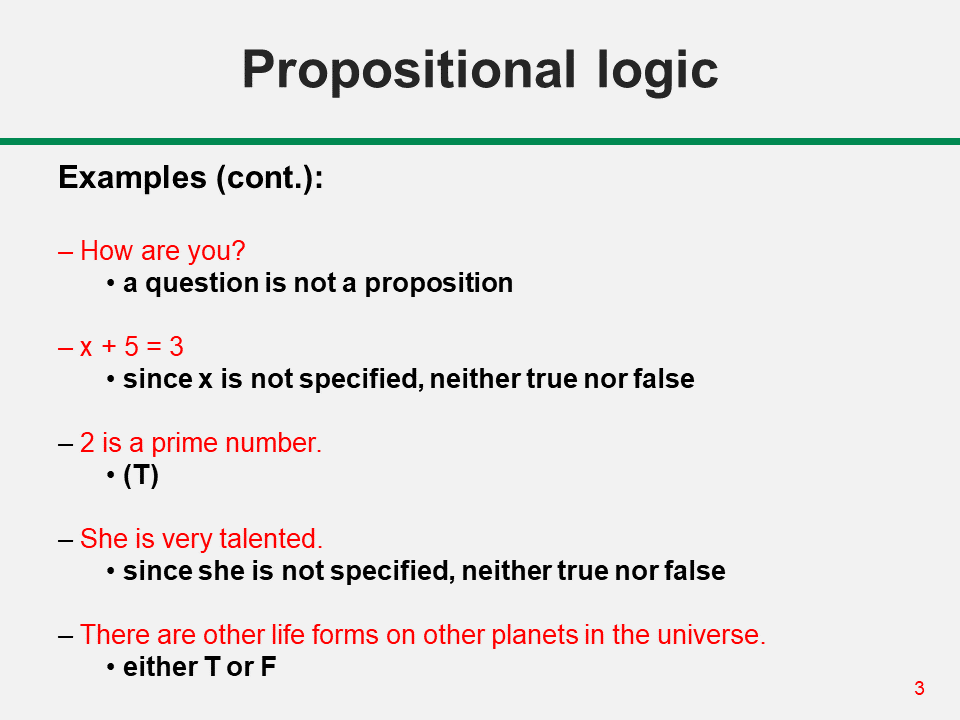 Propositional logic
Examples (cont.):
– How are you?
• a question is not a proposition
– x + 5 = 3
• since x is not specified, neither true nor false
– 2 is a prime number.
• (T)
– She is very talented.
• since she is not specified, neither true nor false
– There are other life forms on other planets in the universe.
• either T or F
3